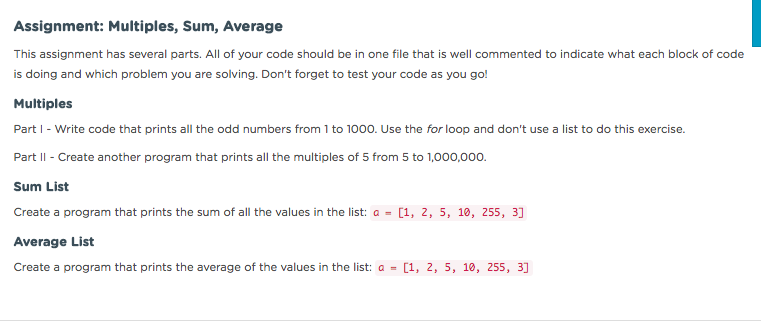 Assignment: Multiples, Sum, Average
This assignment has several parts. All of your code should be in one file that is well commented to indicate what each block of code
is doing and which problem you are solving. Don't forget to test your code as you go!
Multiples
Part I - Write code that prints all the odd numbers from 1 to 1000. Use the for loop and don't use a list to do this exercise.
Part II - Create another program that prints all the multiples of 5 from 5 to 1,000,000.
Sum List
Create a program that prints the sum of all the values in the list: a = [1, 2, 5, 10, 255, 3]
Average List
Create a program that prints the average of the values in the list: a = [1, 2, 5, 10, 255, 3]